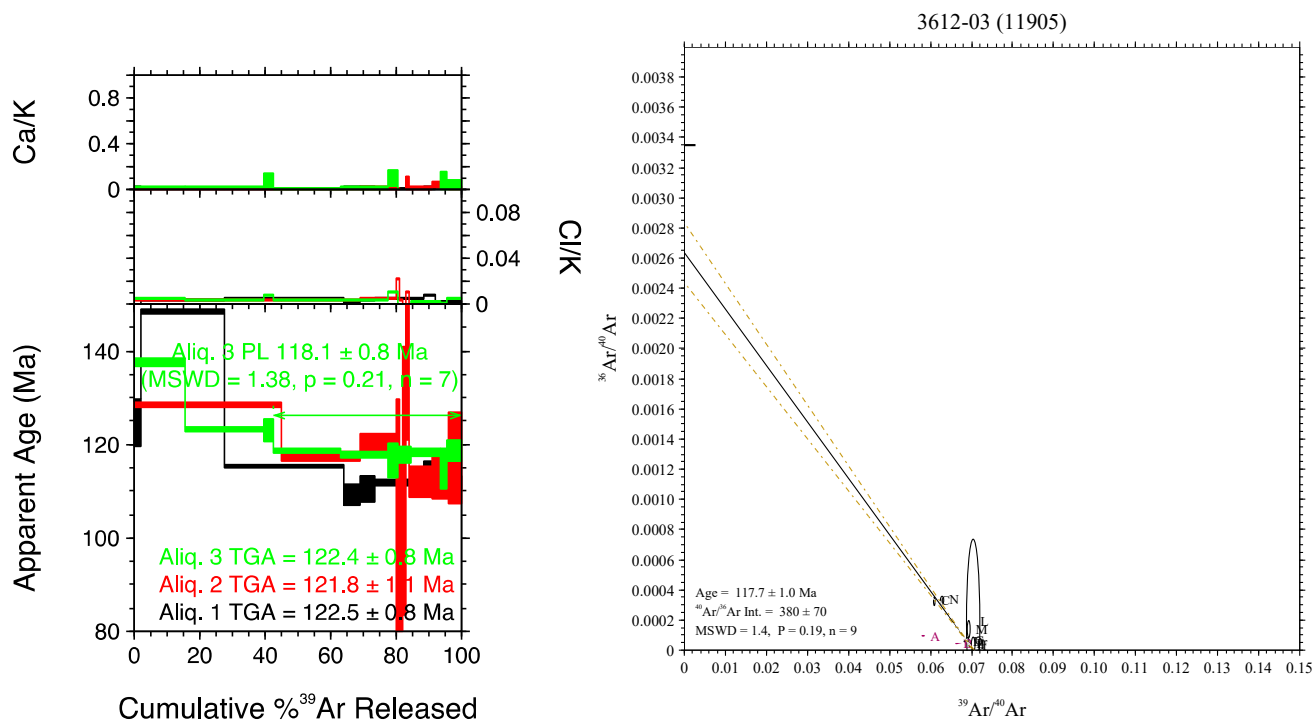 3612-03 (11905)
Ca/K
0.8
0.4
0
0.08
0.04
0
Cl/K
Apparent Age (Ma)
140
120
100
80
Aliq. 3 PL 118.1 ± 0.8 Ma
(MSWD = 1.38, p = 0.21, n = 7)
Aliq. 3 TGA = 122.4 ± 0.8 Ma
Aliq. 2 TGA = 121.8 ± 1.1 Ma
Aliq. 1 TGA = 122.5 ± 0.8 Ma
0 20 40 60 80 100
Cumulative %³⁹Ar Released
³⁶Ar/⁴⁰Ar
0.0038
0.0036
0.0034
0.0032
0.0030
0.0028
0.0026
0.0024
0.0022
0.0020
0.0018
0.0016
0.0014
0.0012
0.0010
0.0008
0.0006
0.0004
0.0002
0
Age = 117.7 ± 1.0 Ma
⁴⁰Ar/³⁶Ar Int. = 380 ± 70
MSWD = 1.4, P = 0.19, n = 9
A
C N
L
M
0 0.01 0.02 0.03 0.04 0.05 0.06 0.07 0.08 0.09 0.10 0.11 0.12 0.13 0.14 0.15
³⁹Ar/⁴⁰Ar